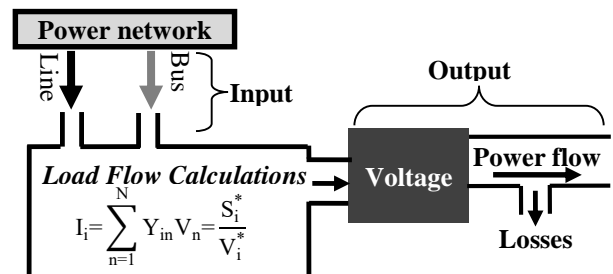 Power network
Line
Bus
Input
Output
Load Flow Calculations
I_i = \sum_{n=1}^{N} Y_{in} V_n = \frac{S_i^*}{V_i^*}
Voltage
Power flow
Losses